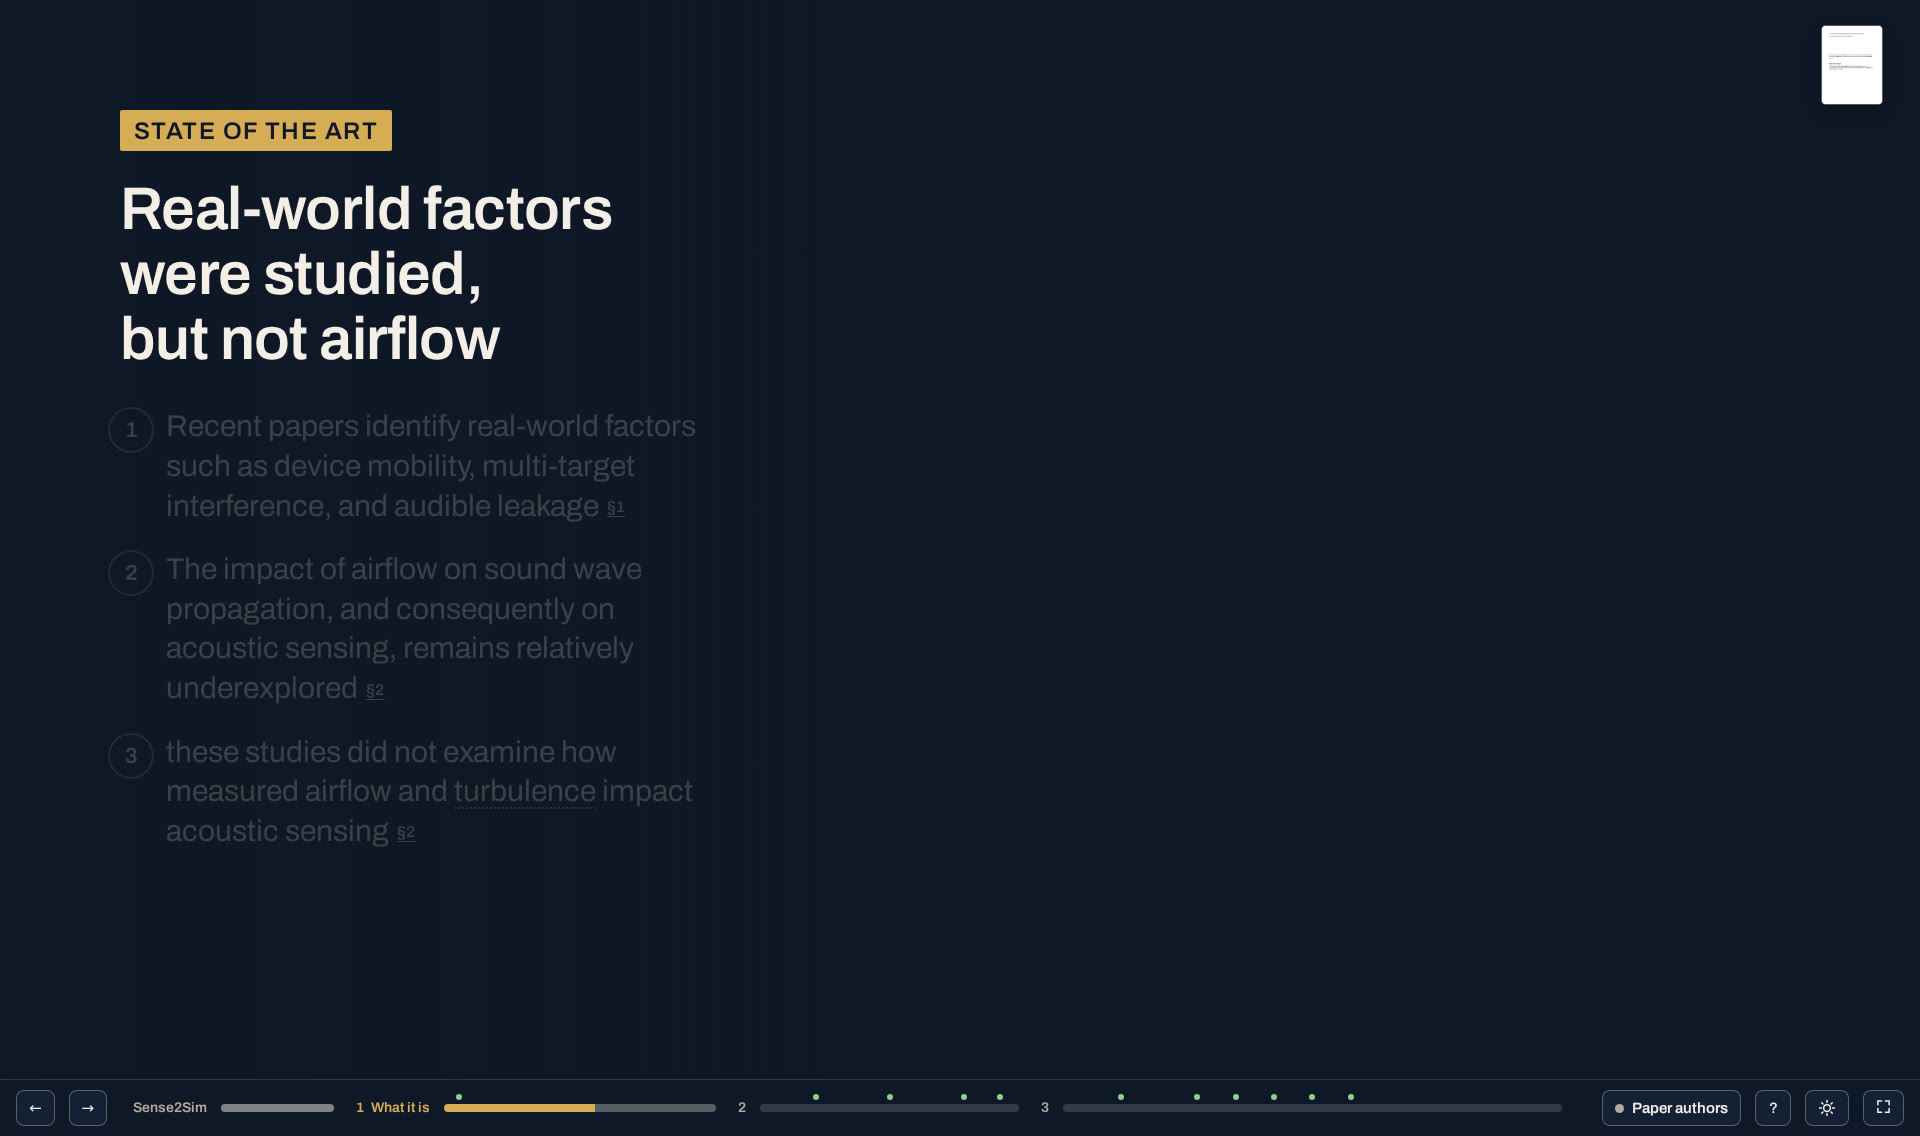 STATE OF THE ART
Real-world factors
were studied,
but not airflow
1 Recent papers identify real-world factors
such as device mobility, multi-target
interference, and audible leakage §1
2 The impact of airflow on sound wave
propagation, and consequently on
acoustic sensing, remains relatively
underexplored §2
3 these studies did not examine how
measured airflow and turbulence impact
acoustic sensing §2
← → Sense2Sim 1 What it is 2 3 Paper authors ?